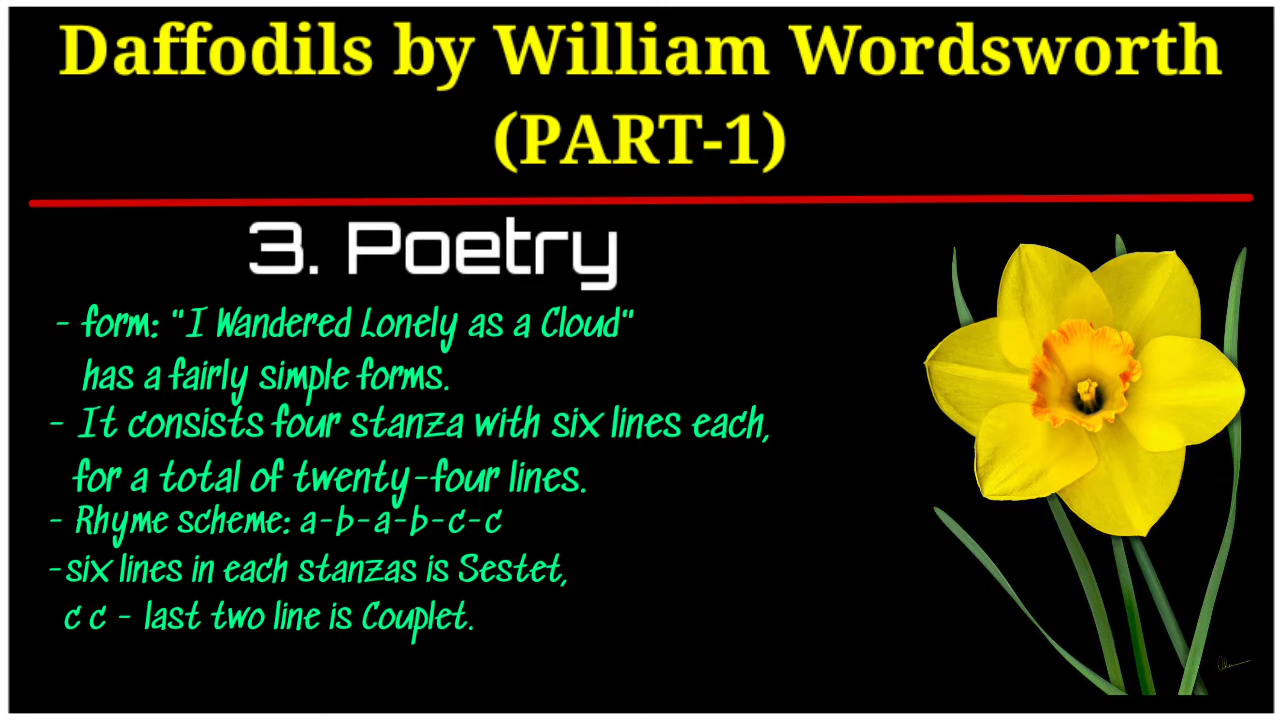 Daffodils by William Wordsworth
(PART-1)
3. Poetry
- form: "I Wandered Lonely as a Cloud"
has a fairly simple forms.
- It consists four stanza with six lines each,
for a total of twenty-four lines.
- Rhyme scheme: a-b-a-b-c-c
-six lines in each stanzas is Sestet,
c c - last two line is Couplet.